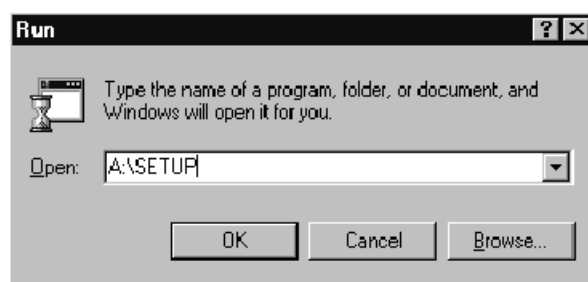 Run
Type the name of a program, folder, or document, and
Windows will open it for you.
Open: A:\SETUP
OK Cancel Browse...